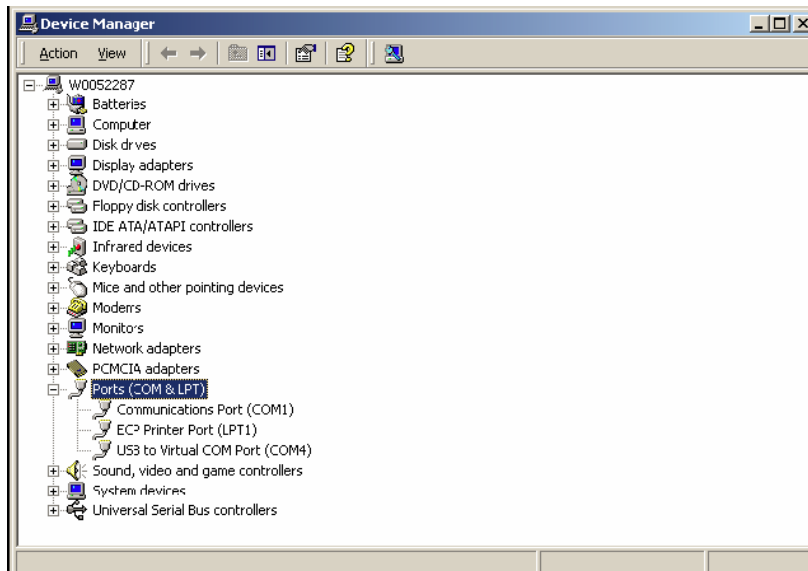 Device Manager
Action View
W0052287
Batteries
Computer
Disk drives
Display adapters
DVD/CD-ROM drives
Floppy disk controllers
IDE ATA/ATAPI controllers
Infrared devices
Keyboards
Mice and other pointing devices
Modems
Monitors
Network adapters
PCMCIA adapters
Ports (COM & LPT)
Communications Port (COM1)
ECP Printer Port (LPT1)
USB to Virtual COM Port (COM4)
Sound, video and game controllers
System devices
Universal Serial Bus controllers